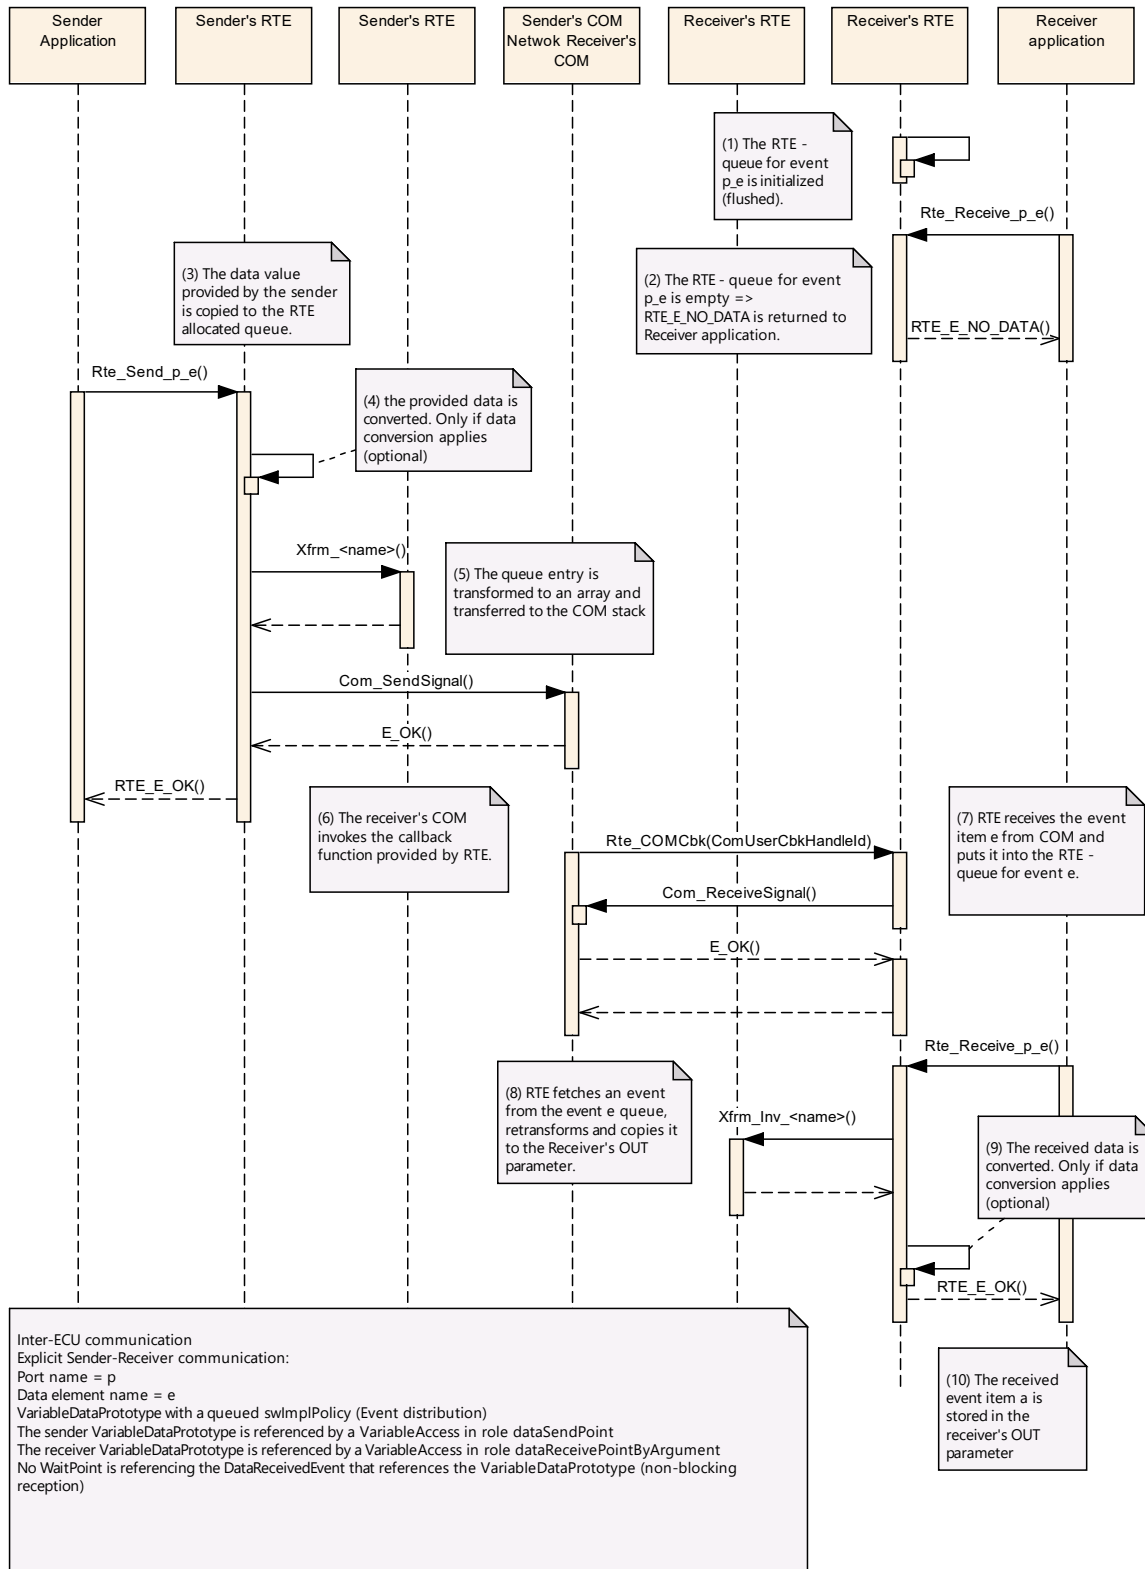 Sender
Application
Sender's RTE
Sender's RTE
Sender's COM
Netwok Receiver's
COM
Receiver's RTE
Receiver's RTE
Receiver
application
(1) The RTE -
queue for event
p_e is initialized
(flushed).
Rte_Receive_p_e()
(2) The RTE - queue for event
p_e is empty =>
RTE_E_NO_DATA is returned to
Receiver application.
RTE_E_NO_DATA()
(3) The data value
provided by the sender
is copied to the RTE
allocated queue.
Rte_Send_p_e()
(4) the provided data is
converted. Only if data
conversion applies
(optional)
Xfrm_<name>()
(5) The queue entry is
transformed to an array and
transferred to the COM stack
Com_SendSignal()
E_OK()
RTE_E_OK()
(6) The receiver's COM
invokes the callback
function provided by RTE.
Rte_COMCbk(ComUserCbkHandleId)
(7) RTE receives the event
item e from COM and
puts it into the RTE -
queue for event e.
Com_ReceiveSignal()
E_OK()
Rte_Receive_p_e()
(8) RTE fetches an event
from the event e queue,
retransforms and copies it
to the Receiver's OUT
parameter.
Xfrm_Inv_<name>()
(9) The received data is
converted. Only if data
conversion applies
(optional)
RTE_E_OK()
Inter-ECU communication
Explicit Sender-Receiver communication:
Port name = p
Data element name = e
VariableDataPrototype with a queued swImplPolicy (Event distribution)
The sender VariableDataPrototype is referenced by a VariableAccess in role dataSendPoint
The receiver VariableDataPrototype is referenced by a VariableAccess in role dataReceivePointByArgument
No WaitPoint is referencing the DataReceivedEvent that references the VariableDataPrototype (non-blocking
reception)
(10) The received
event item a is
stored in the
receiver's OUT
parameter